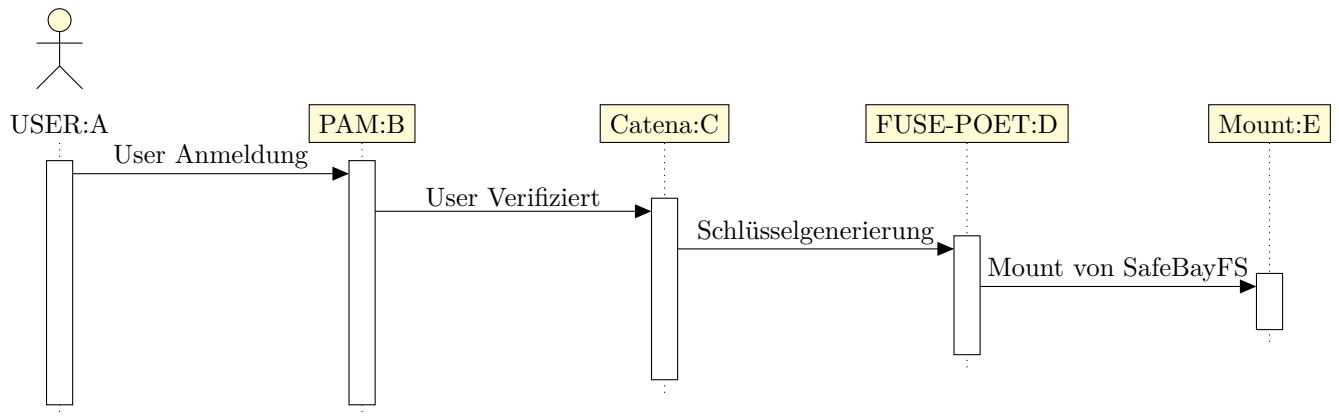 USER:A
PAM:B
Catena:C
FUSE-POET:D
Mount:E
User Anmeldung
User Verifiziert
Schlüsselgenerierung
Mount von SafeBayFS